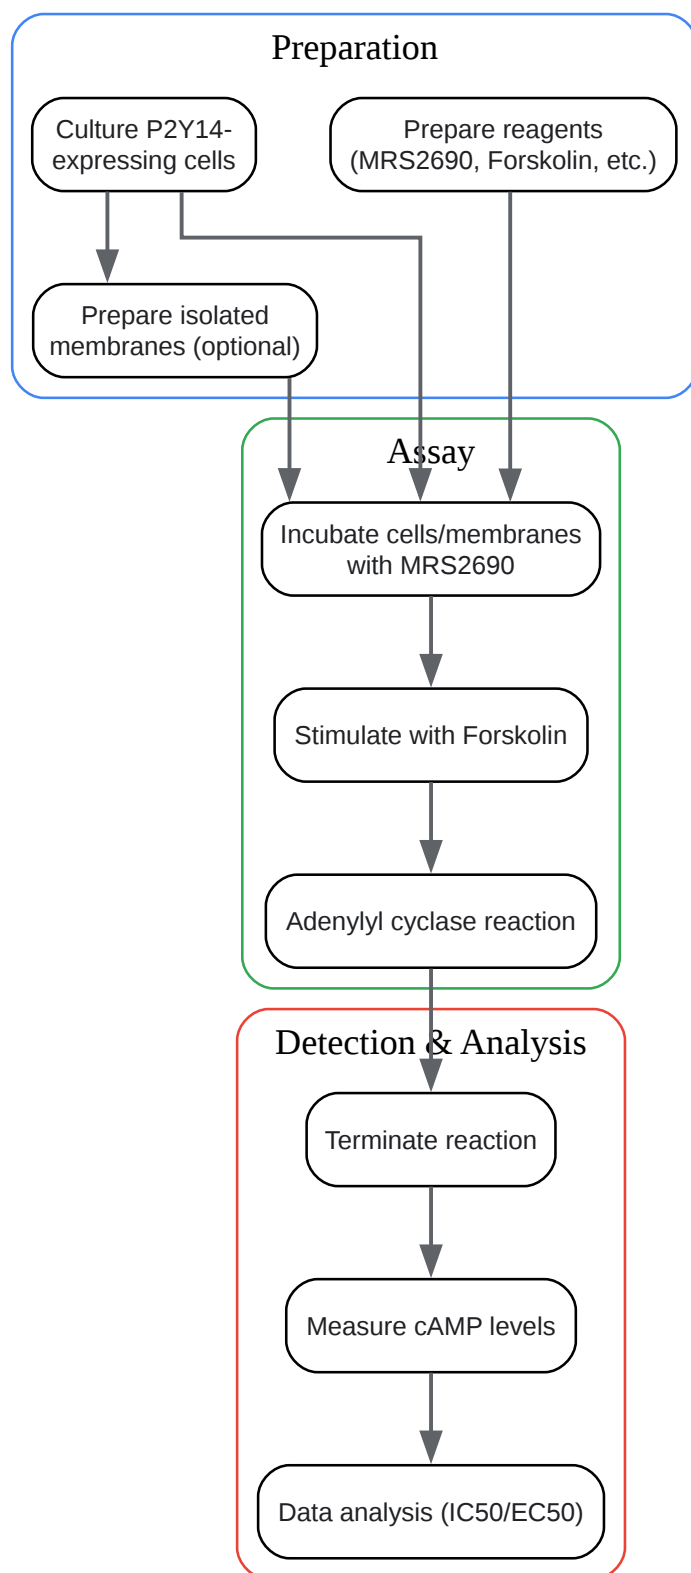 Preparation
Culture P2Y14-
expressing cells
Prepare reagents
(MRS2690, Forskolin, etc.)
Prepare isolated
membranes (optional)
Assay
Incubate cells/membranes
with MRS2690
Stimulate with Forskolin
Adenylyl cyclase reaction
Detection & Analysis
Terminate reaction
Measure cAMP levels
Data analysis (IC50/EC50)